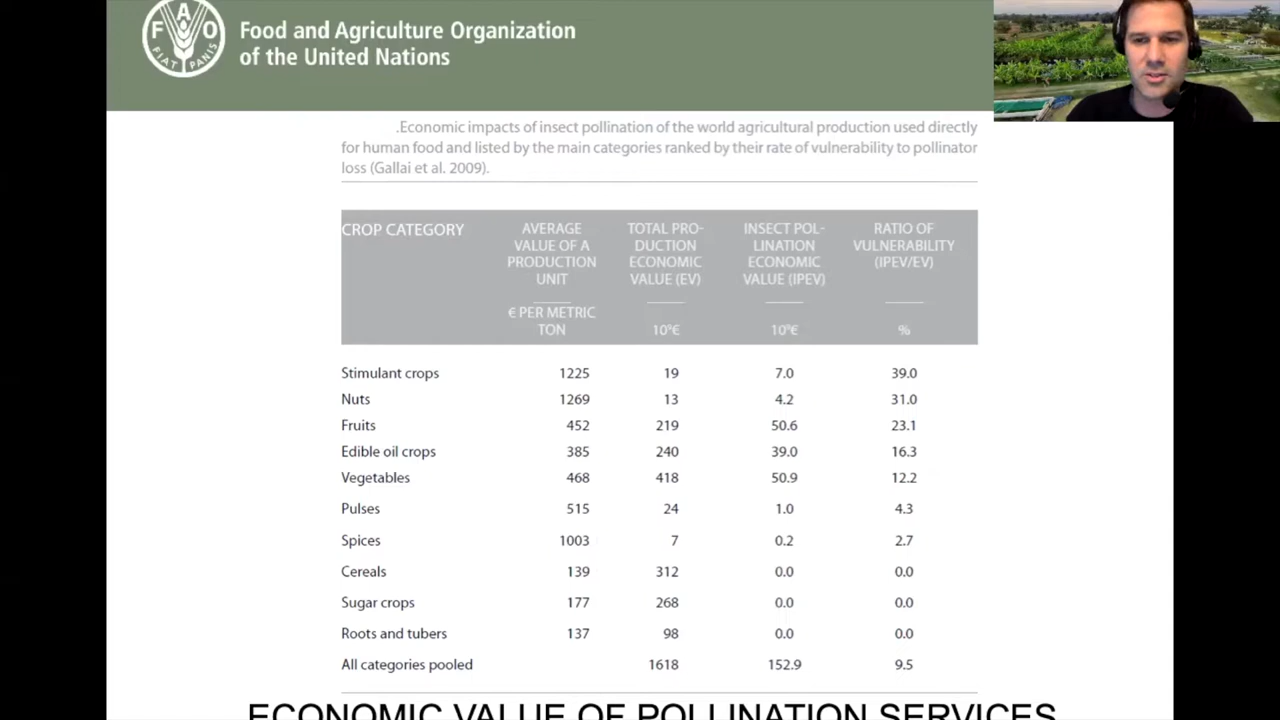 FAO
FIAT PANIS
Food and Agriculture Organization
of the United Nations
.Economic impacts of insect pollination of the world agricultural production used directly
for human food and listed by the main categories ranked by their rate of vulnerability to pollinator
loss (Gallai et al. 2009).
CROP CATEGORY AVERAGE VALUE OF A PRODUCTION UNIT TOTAL PRO-DUCTION ECONOMIC VALUE (EV) INSECT POL-LINATION ECONOMIC VALUE (IPEV) RATIO OF VULNERABILITY (IPEV/EV)
€ PER METRIC TON 10⁹€ 10⁹€ %
Stimulant crops 1225 19 7.0 39.0
Nuts 1269 13 4.2 31.0
Fruits 452 219 50.6 23.1
Edible oil crops 385 240 39.0 16.3
Vegetables 468 418 50.9 12.2
Pulses 515 24 1.0 4.3
Spices 1003 7 0.2 2.7
Cereals 139 312 0.0 0.0
Sugar crops 177 268 0.0 0.0
Roots and tubers 137 98 0.0 0.0
All categories pooled 1618 152.9 9.5
ECONOMIC VALUE OF POLLINATION SERVICES